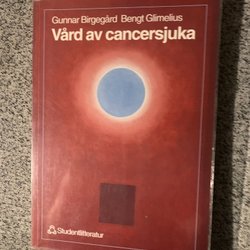 Gunnar Birgegård Bengt Glimelius
Vård av cancersjuka
Studentlitteratur